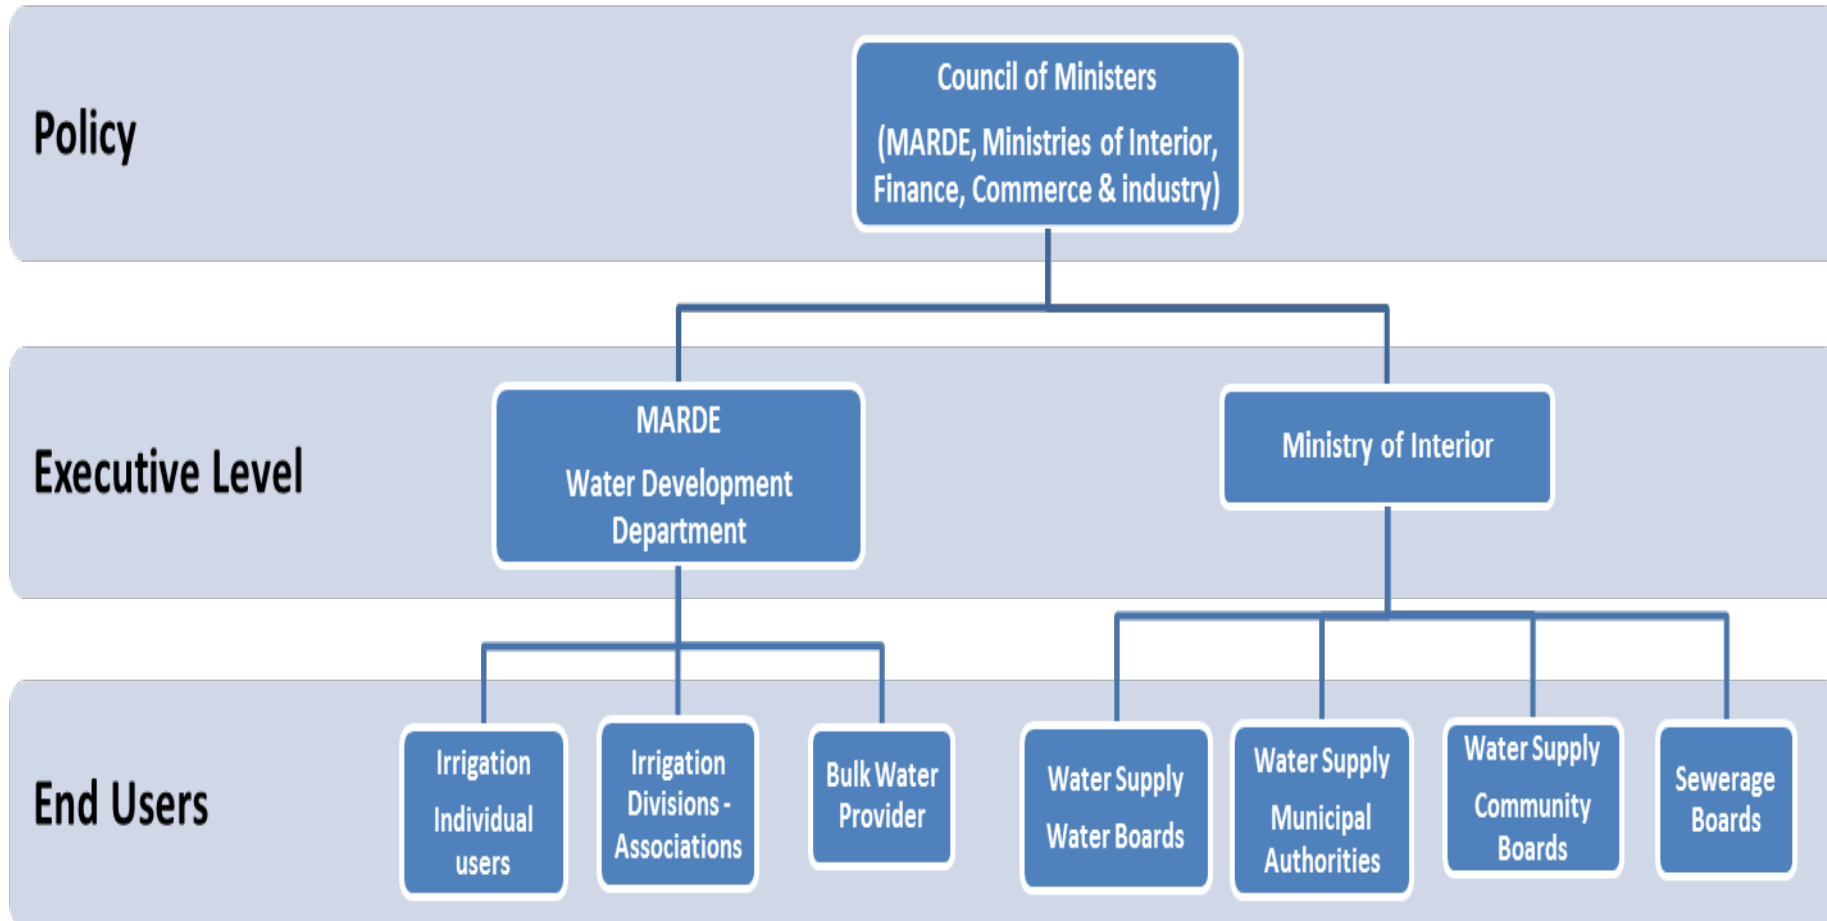 Policy
Council of Ministers
(MARDE, Ministries of Interior,
Finance, Commerce & industry)
Executive Level
MARDE
Water Development
Department
Ministry of Interior
End Users
Irrigation
Individual
users
Irrigation
Divisions -
Associations
Bulk Water
Provider
Water Supply
Water Boards
Water Supply
Municipal
Authorities
Water Supply
Community
Boards
Sewerage
Boards